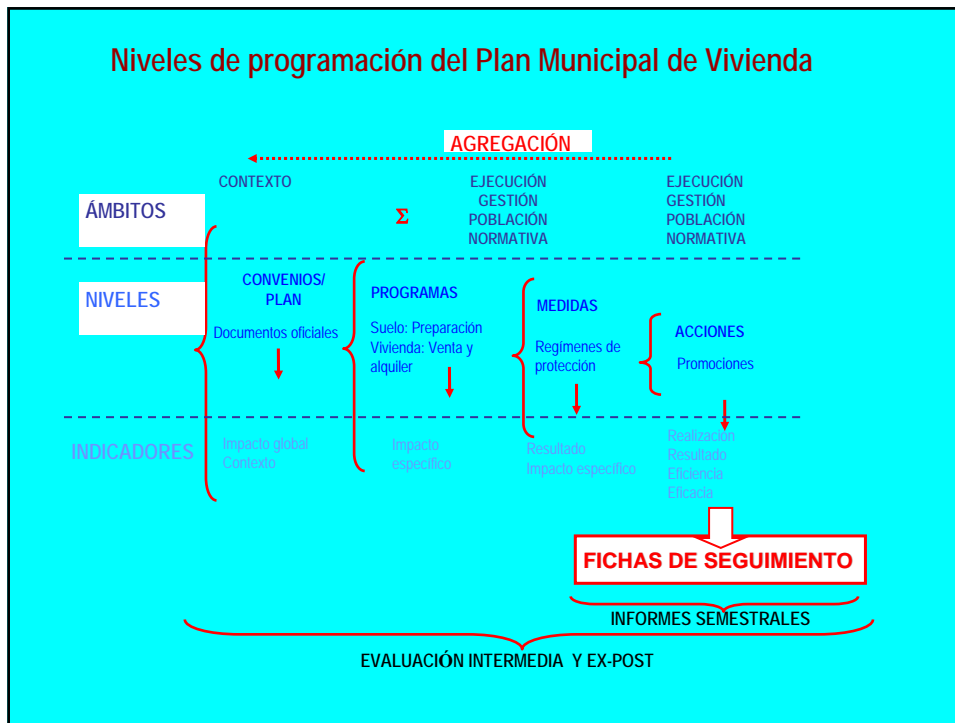 Niveles de programación del Plan Municipal de Vivienda
AGREGACIÓN
ÁMBITOS
CONTEXTO
Σ
EJECUCIÓN
GESTIÓN
POBLACIÓN
NORMATIVA
EJECUCIÓN
GESTIÓN
POBLACIÓN
NORMATIVA
NIVELES
CONVENIOS/
PLAN
Documentos oficiales
PROGRAMAS
Suelo: Preparación
Vivienda: Venta y
alquiler
MEDIDAS
Regímenes de
protección
ACCIONES
Promociones
INDICADORES
Impacto global
Contexto
Impacto
específico
Resultado
Impacto específico
Realización
Resultado
Eficiencia
Eficacia
FICHAS DE SEGUIMIENTO
INFORMES SEMESTRALES
EVALUACIÓN INTERMEDIA Y EX-POST